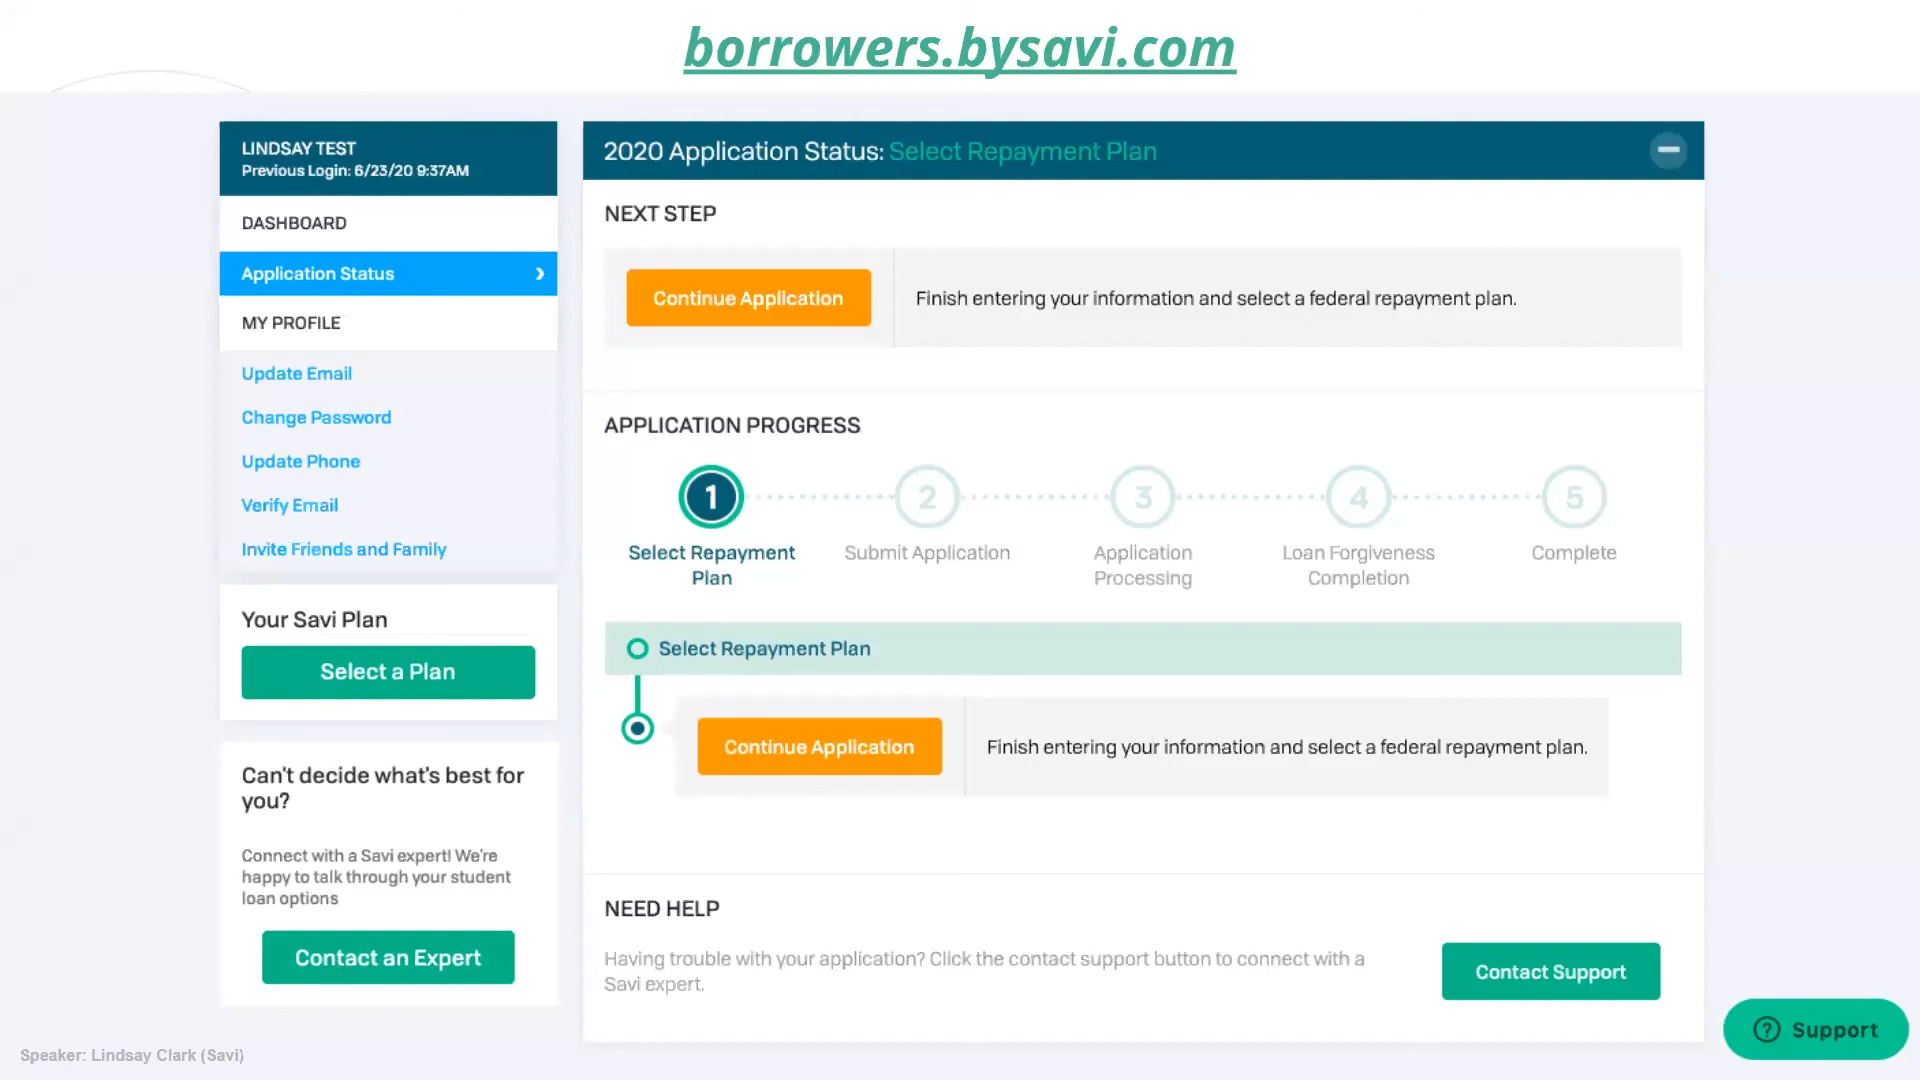 borrowers.bysavi.com
LINDSAY TEST
Previous Login: 6/23/20 9:37AM
DASHBOARD
Application Status
MY PROFILE
Update Email
Change Password
Update Phone
Verify Email
Invite Friends and Family
Your Savi Plan
Select a Plan
Can't decide what's best for
you?
Connect with a Savi expert! We're
happy to talk through your student
loan options
Contact an Expert
2020 Application Status: Select Repayment Plan
NEXT STEP
Continue Application
Finish entering your information and select a federal repayment plan.
APPLICATION PROGRESS
1
Select Repayment
Plan
2
Submit Application
3
Application
Processing
4
Loan Forgiveness
Completion
5
Complete
Select Repayment Plan
Continue Application
Finish entering your information and select a federal repayment plan.
NEED HELP
Having trouble with your application? Click the contact support button to connect with a
Savi expert.
Contact Support
? Support
Speaker: Lindsay Clark (Savi)